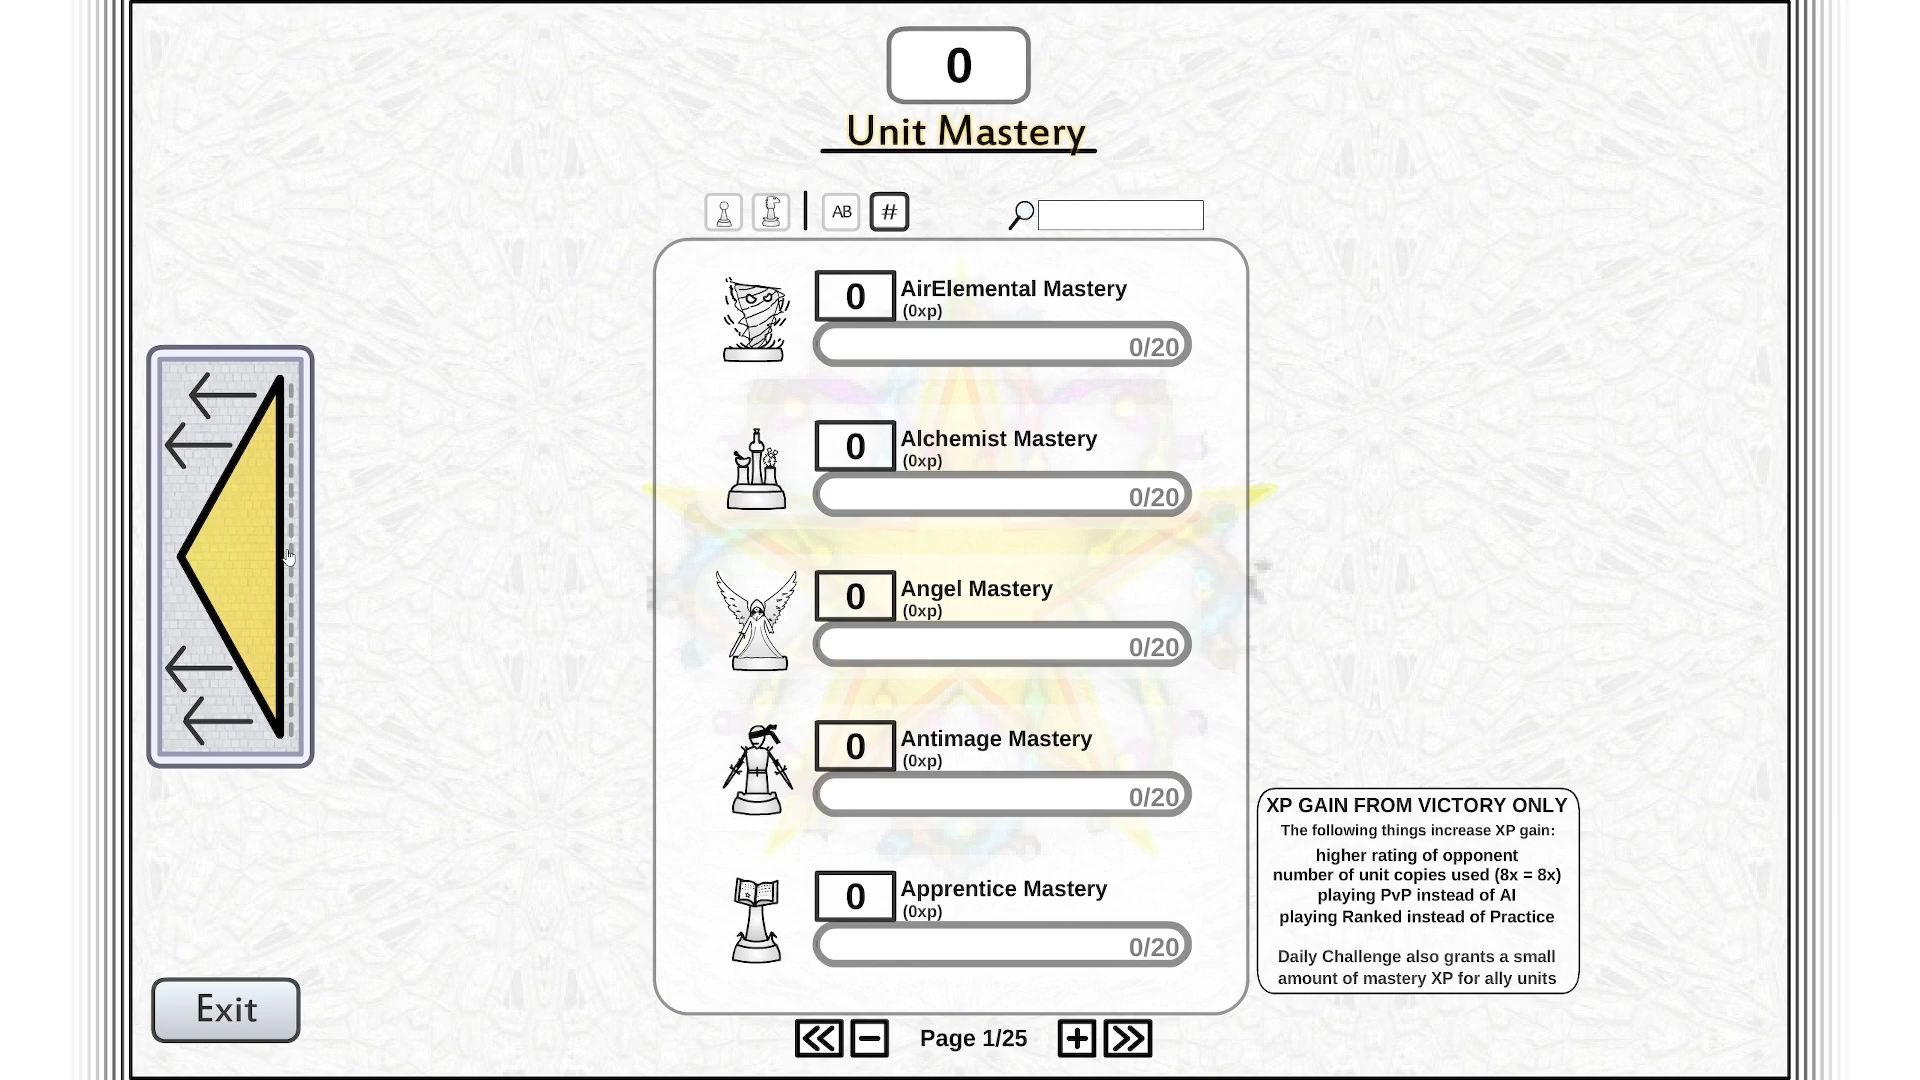 0
Unit Mastery
AB #
0 AirElemental Mastery
(0xp)
0/20
0 Alchemist Mastery
(0xp)
0/20
0 Angel Mastery
(0xp)
0/20
0 Antimage Mastery
(0xp)
0/20
0 Apprentice Mastery
(0xp)
0/20
XP GAIN FROM VICTORY ONLY
The following things increase XP gain:
higher rating of opponent
number of unit copies used (8x = 8x)
playing PvP instead of AI
playing Ranked instead of Practice
Daily Challenge also grants a small
amount of mastery XP for ally units
Exit
Page 1/25